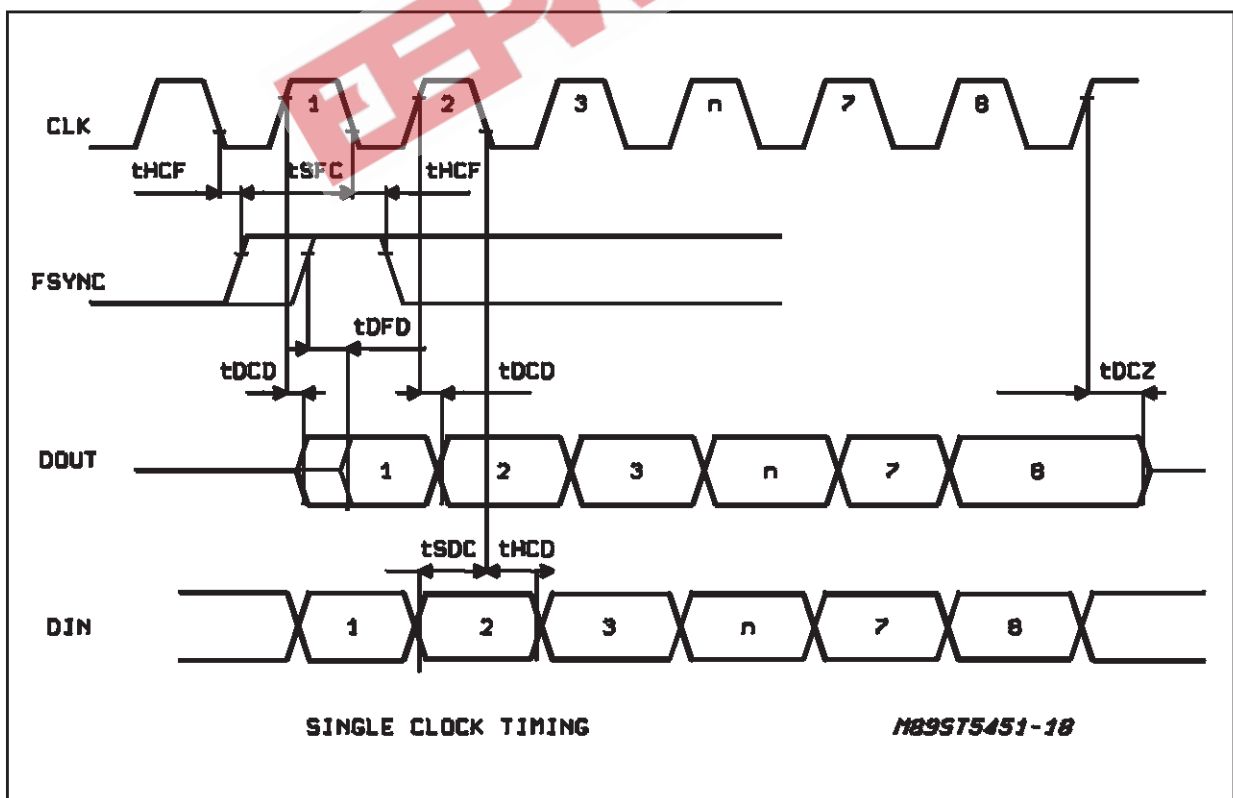 CLK 1 2 3 n 7 8
tHCF tSFC tHCF
FSYNC
tDFD
tDCD tDCD tDCZ
DOUT 1 2 3 n 7 8
tSDC tHCD
DIN 1 2 3 n 7 8
SINGLE CLOCK TIMING M89ST5451-18